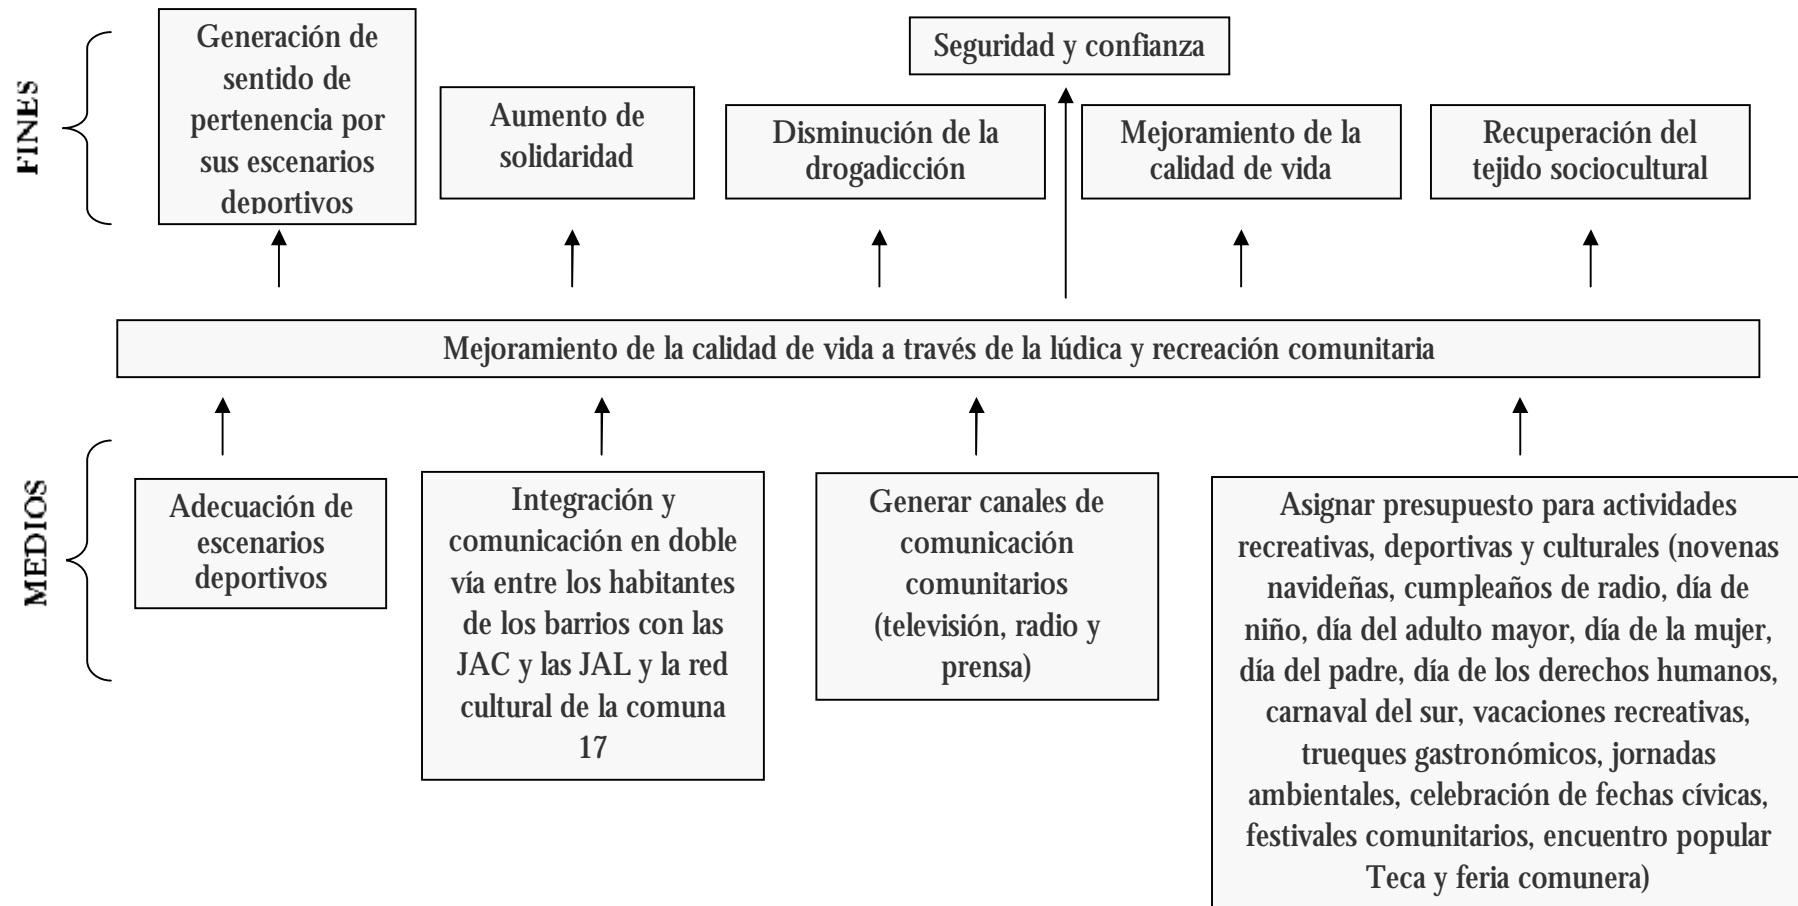 FINES
Generación de
sentido de
pertenencia por
sus escenarios
deportivos
Aumento de
solidaridad
Seguridad y confianza
Disminución de la
drogadicción
Mejoramiento de la
calidad de vida
Recuperación del
tejido sociocultural
Mejoramiento de la calidad de vida a través de la lúdica y recreación comunitaria
MEDIOS
Adecuación de
escenarios
deportivos
Integración y
comunicación en doble
vía entre los habitantes
de los barrios con las
JAC y las JAL y la red
cultural de la comuna
17
Generar canales de
comunicación
comunitarios
(televisión, radio y
prensa)
Asignar presupuesto para actividades
recreativas, deportivas y culturales (novenas
navideñas, cumpleaños de radio, día de
niño, día del adulto mayor, día de la mujer,
día del padre, día de los derechos humanos,
carnaval del sur, vacaciones recreativas,
trueques gastronómicos, jornadas
ambientales, celebración de fechas cívicas,
festivales comunitarios, encuentro popular
Teca y feria comunera)